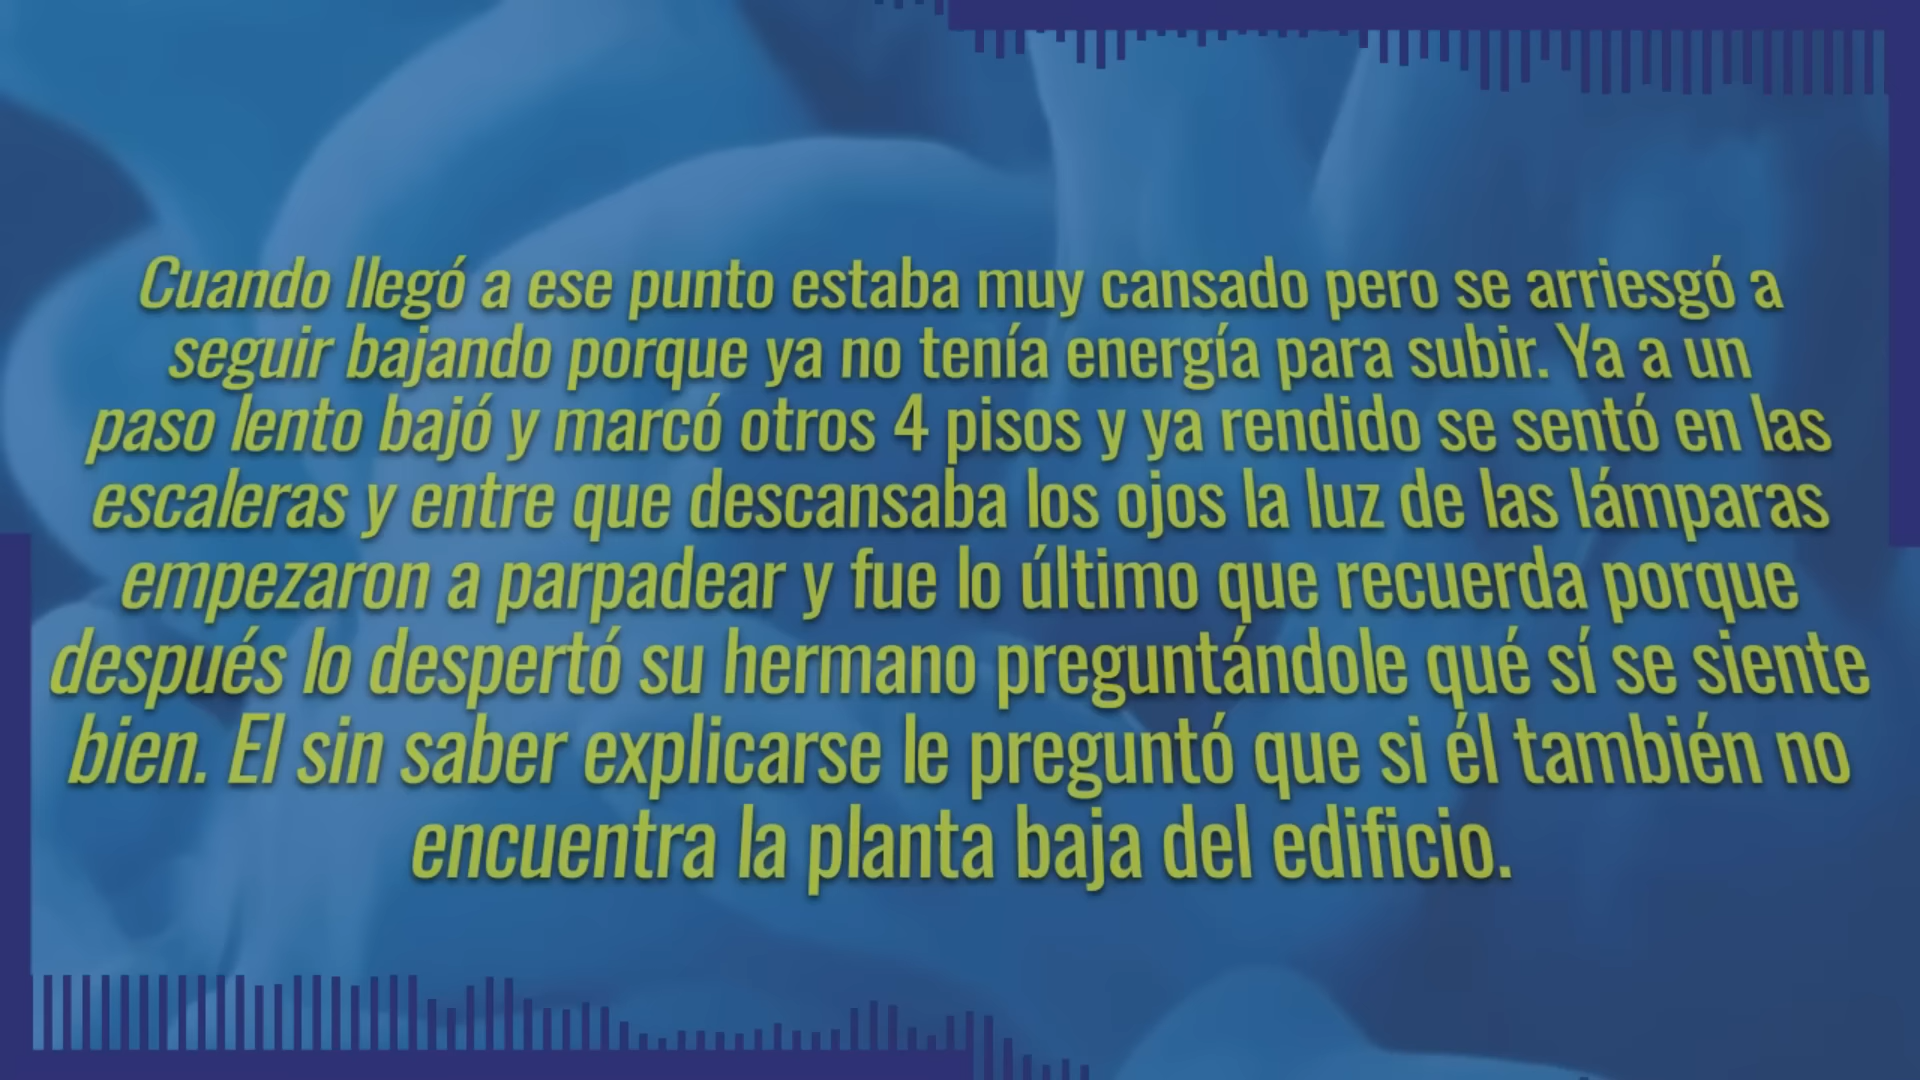 Cuando llegó a ese punto estaba muy cansado pero se arriesgó a
seguir bajando porque ya no tenía energía para subir. Ya a un
paso lento bajó y marcó otros 4 pisos y ya rendido se sentó en las
escaleras y entre que descansaba los ojos la luz de las lámparas
empezaron a parpadear y fue lo último que recuerda porque
después lo despertó su hermano preguntándole qué sí se siente
bien. El sin saber explicarse le preguntó que si él también no
encuentra la planta baja del edificio.